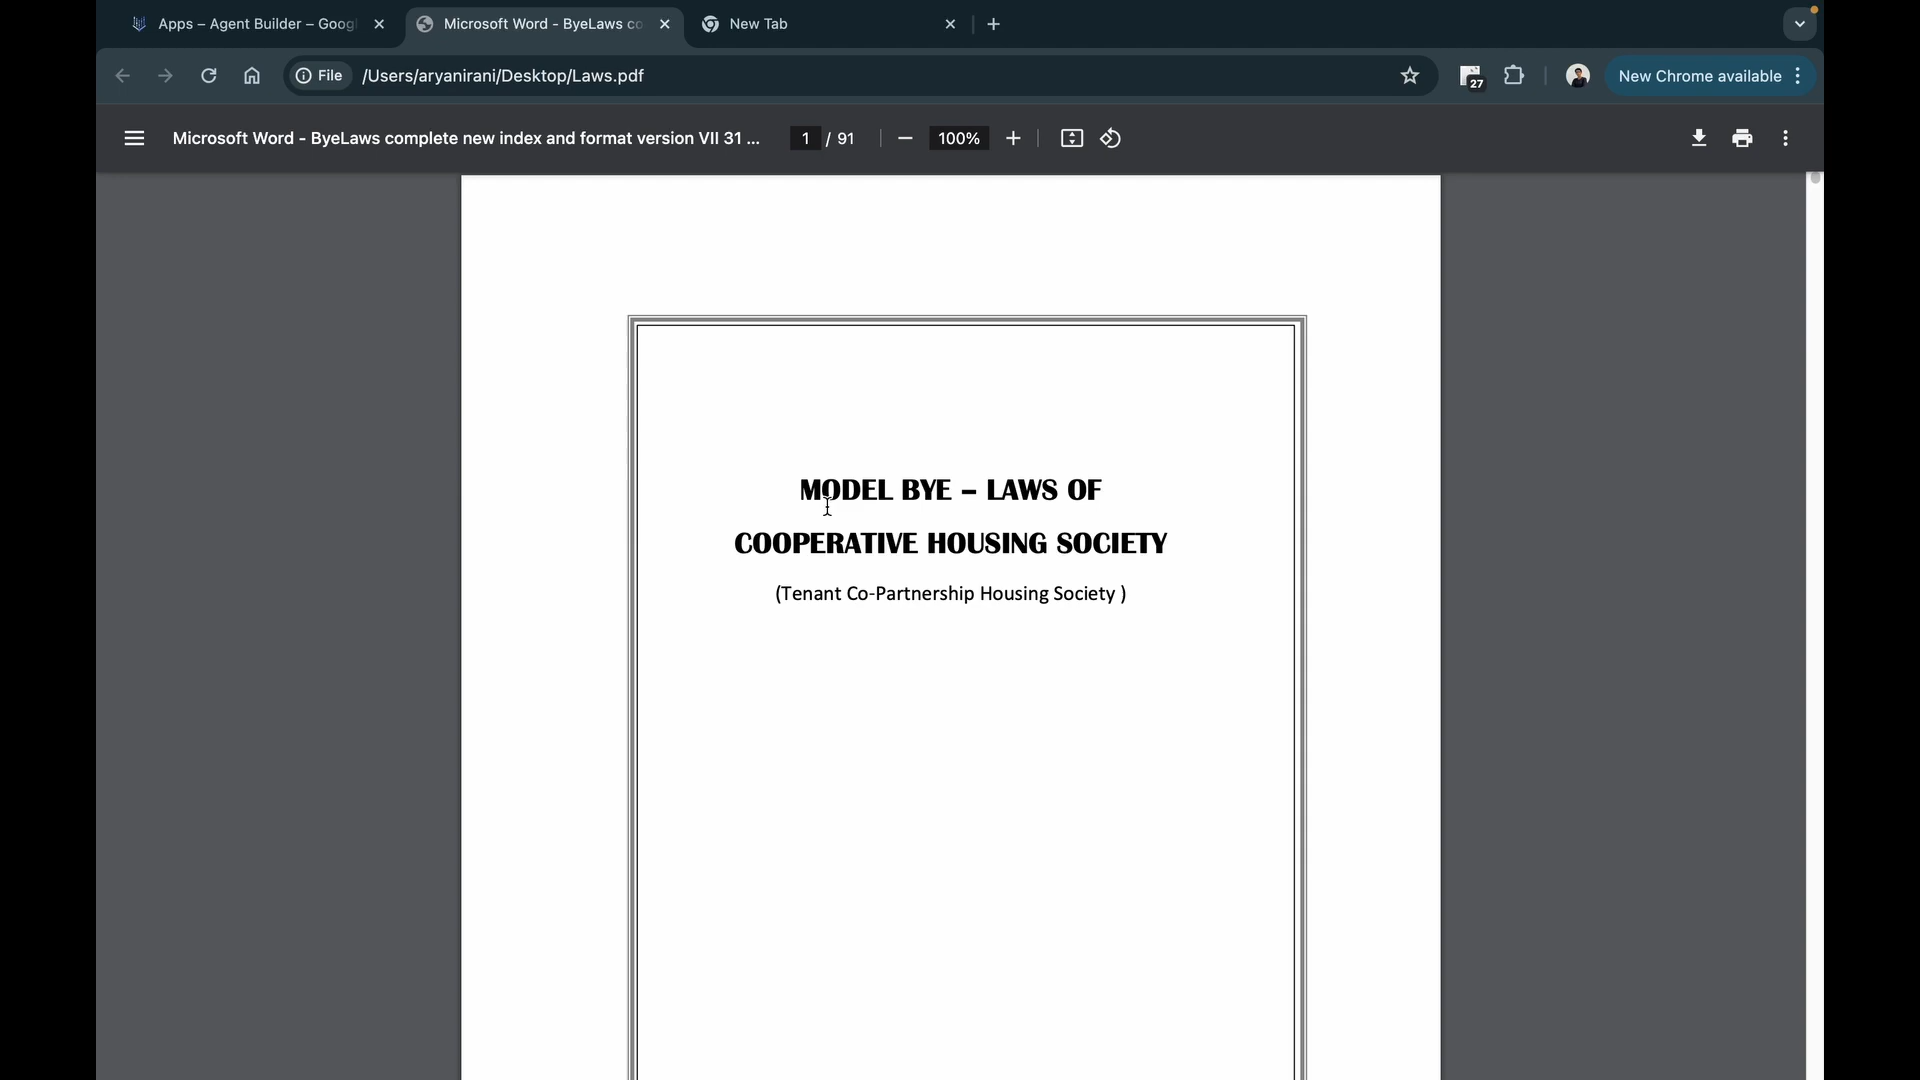 Apps – Agent Builder – Goog
Microsoft Word - ByeLaws co
New Tab
File
/Users/aryanirani/Desktop/Laws.pdf
27
New Chrome available
Microsoft Word - ByeLaws complete new index and format version VII 31 ...
1 / 91
100%
MODEL BYE – LAWS OF
COOPERATIVE HOUSING SOCIETY
(Tenant Co-Partnership Housing Society )